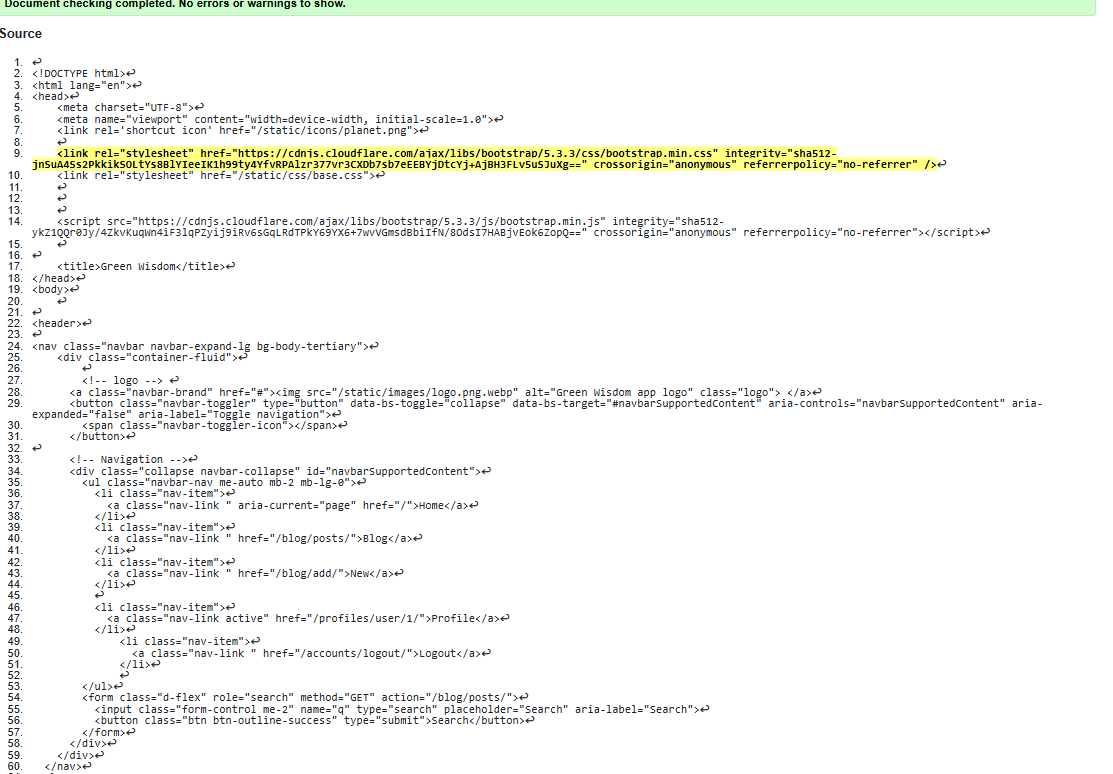 Document checking completed. No errors or warnings to show.
Source
1. ↩
2. <!DOCTYPE html>↩
3. <html lang="en">↩
4. <head>↩
5.     <meta charset="UTF-8">↩
6.     <meta name="viewport" content="width=device-width, initial-scale=1.0">↩
7.     <link rel='shortcut icon' href="/static/icons/planet.png">↩
8.     ↩
9.     <link rel="stylesheet" href="https://cdnjs.cloudflare.com/ajax/libs/bootstrap/5.3.3/css/bootstrap.min.css" integrity="sha512-
jnSuA4Ss2PkkikSOLtYs8BlYIeeIK1h99ty4YfvRPAlzr377vr3CXDb7sb7eEEBYjDtcYj+AjBH3FLv5uSJuXg==" crossorigin="anonymous" referrerpolicy="no-referrer" />↩
10.     <link rel="stylesheet" href="/static/css/base.css">↩
11.     ↩
12.     ↩
13.     ↩
14.     <script src="https://cdnjs.cloudflare.com/ajax/libs/bootstrap/5.3.3/js/bootstrap.min.js" integrity="sha512-
ykZ1QQr0Jy/4ZkvKuqWn4iF3lqPZyij9iRv6sGqLRdTPkY69YX6+7wvVGmsdBbiIfN/8OdsI7HABjvEok6ZopQ==" crossorigin="anonymous" referrerpolicy="no-referrer"></script>↩
15.     ↩
16. ↩
17.     <title>Green Wisdom</title>↩
18. </head>↩
19. <body>↩
20.     ↩
21. ↩
22. <header>↩
23. ↩
24. <nav class="navbar navbar-expand-lg bg-body-tertiary">↩
25.     <div class="container-fluid">↩
26.         ↩
27.         <!-- logo --> ↩
28.       <a class="navbar-brand" href="#"><img src="/static/images/logo.png.webp" alt="Green Wisdom app logo" class="logo"> </a>↩
29.       <button class="navbar-toggler" type="button" data-bs-toggle="collapse" data-bs-target="#navbarSupportedContent" aria-controls="navbarSupportedContent" aria-
expanded="false" aria-label="Toggle navigation">↩
30.         <span class="navbar-toggler-icon"></span>↩
31.       </button>↩
32. ↩
33.       <!-- Navigation -->↩
34.       <div class="collapse navbar-collapse" id="navbarSupportedContent">↩
35.         <ul class="navbar-nav me-auto mb-2 mb-lg-0">↩
36.           <li class="nav-item">↩
37.             <a class="nav-link " aria-current="page" href="/">Home</a>↩
38.           </li>↩
39.           <li class="nav-item">↩
40.             <a class="nav-link " href="/blog/posts/">Blog</a>↩
41.           </li>↩
42.           <li class="nav-item">↩
43.             <a class="nav-link " href="/blog/add/">New</a>↩
44.           </li>↩
45.           ↩
46.           <li class="nav-item">↩
47.             <a class="nav-link active" href="/profiles/user/1/">Profile</a>↩
48.           </li>↩
49.               <li class="nav-item">↩
50.                 <a class="nav-link " href="/accounts/logout/">Logout</a>↩
51.               </li>↩
52.               ↩
53.         </ul>↩
54.         <form class="d-flex" role="search" method="GET" action="/blog/posts/">↩
55.           <input class="form-control me-2" name="q" type="search" placeholder="Search" aria-label="Search">↩
56.           <button class="btn btn-outline-success" type="submit">Search</button>↩
57.         </form>↩
58.       </div>↩
59.     </div>↩
60.   </nav>↩